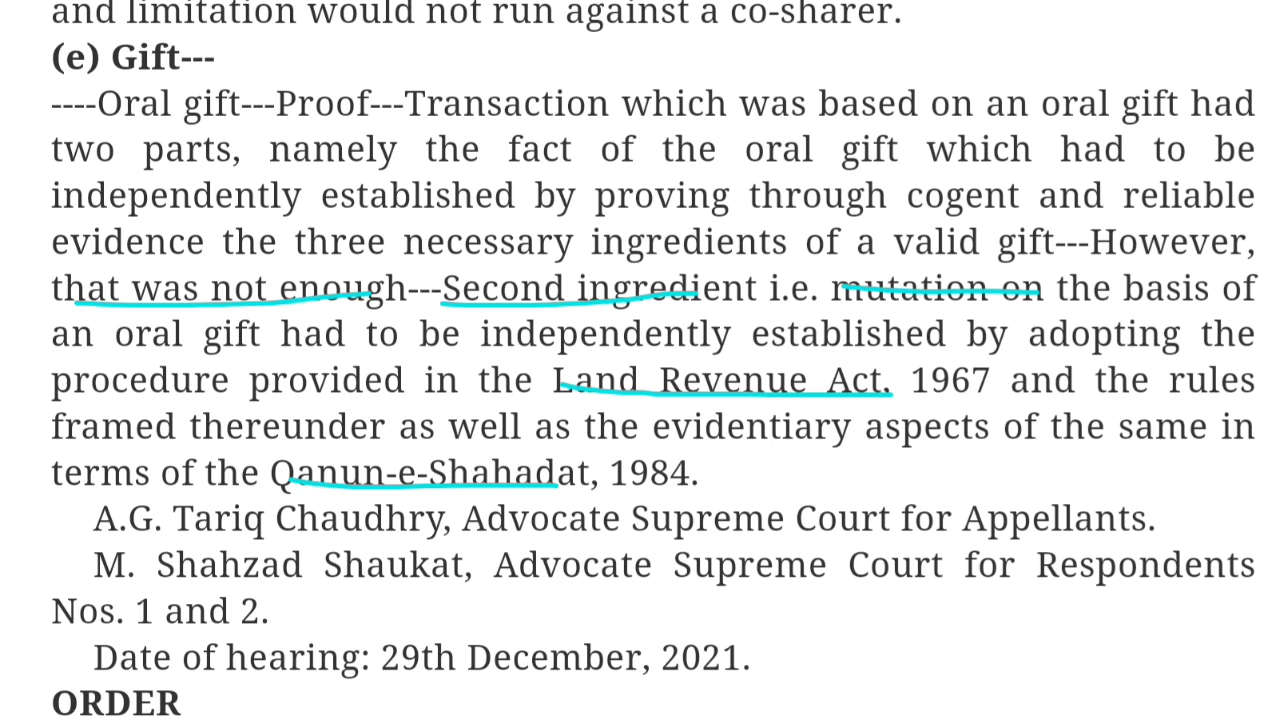 and limitation would not run against a co-sharer.
(e) Gift---
----Oral gift---Proof---Transaction which was based on an oral gift had
two parts, namely the fact of the oral gift which had to be
independently established by proving through cogent and reliable
evidence the three necessary ingredients of a valid gift---However,
that was not enough---Second ingredient i.e. mutation on the basis of
an oral gift had to be independently established by adopting the
procedure provided in the Land Revenue Act, 1967 and the rules
framed thereunder as well as the evidentiary aspects of the same in
terms of the Qanun-e-Shahadat, 1984.
A.G. Tariq Chaudhry, Advocate Supreme Court for Appellants.
M. Shahzad Shaukat, Advocate Supreme Court for Respondents
Nos. 1 and 2.
Date of hearing: 29th December, 2021.
ORDER